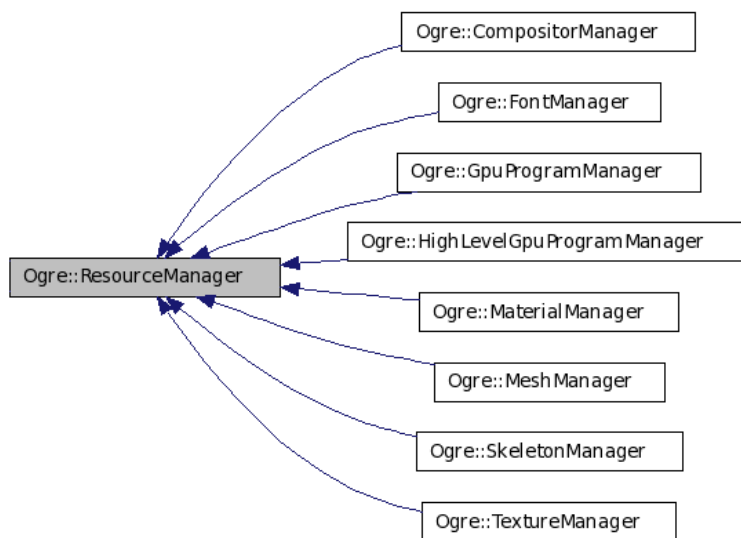 Ogre::CompositorManager
Ogre::FontManager
Ogre::GpuProgramManager
Ogre::HighLevelGpuProgramManager
Ogre::ResourceManager
Ogre::MaterialManager
Ogre::MeshManager
Ogre::SkeletonManager
Ogre::TextureManager